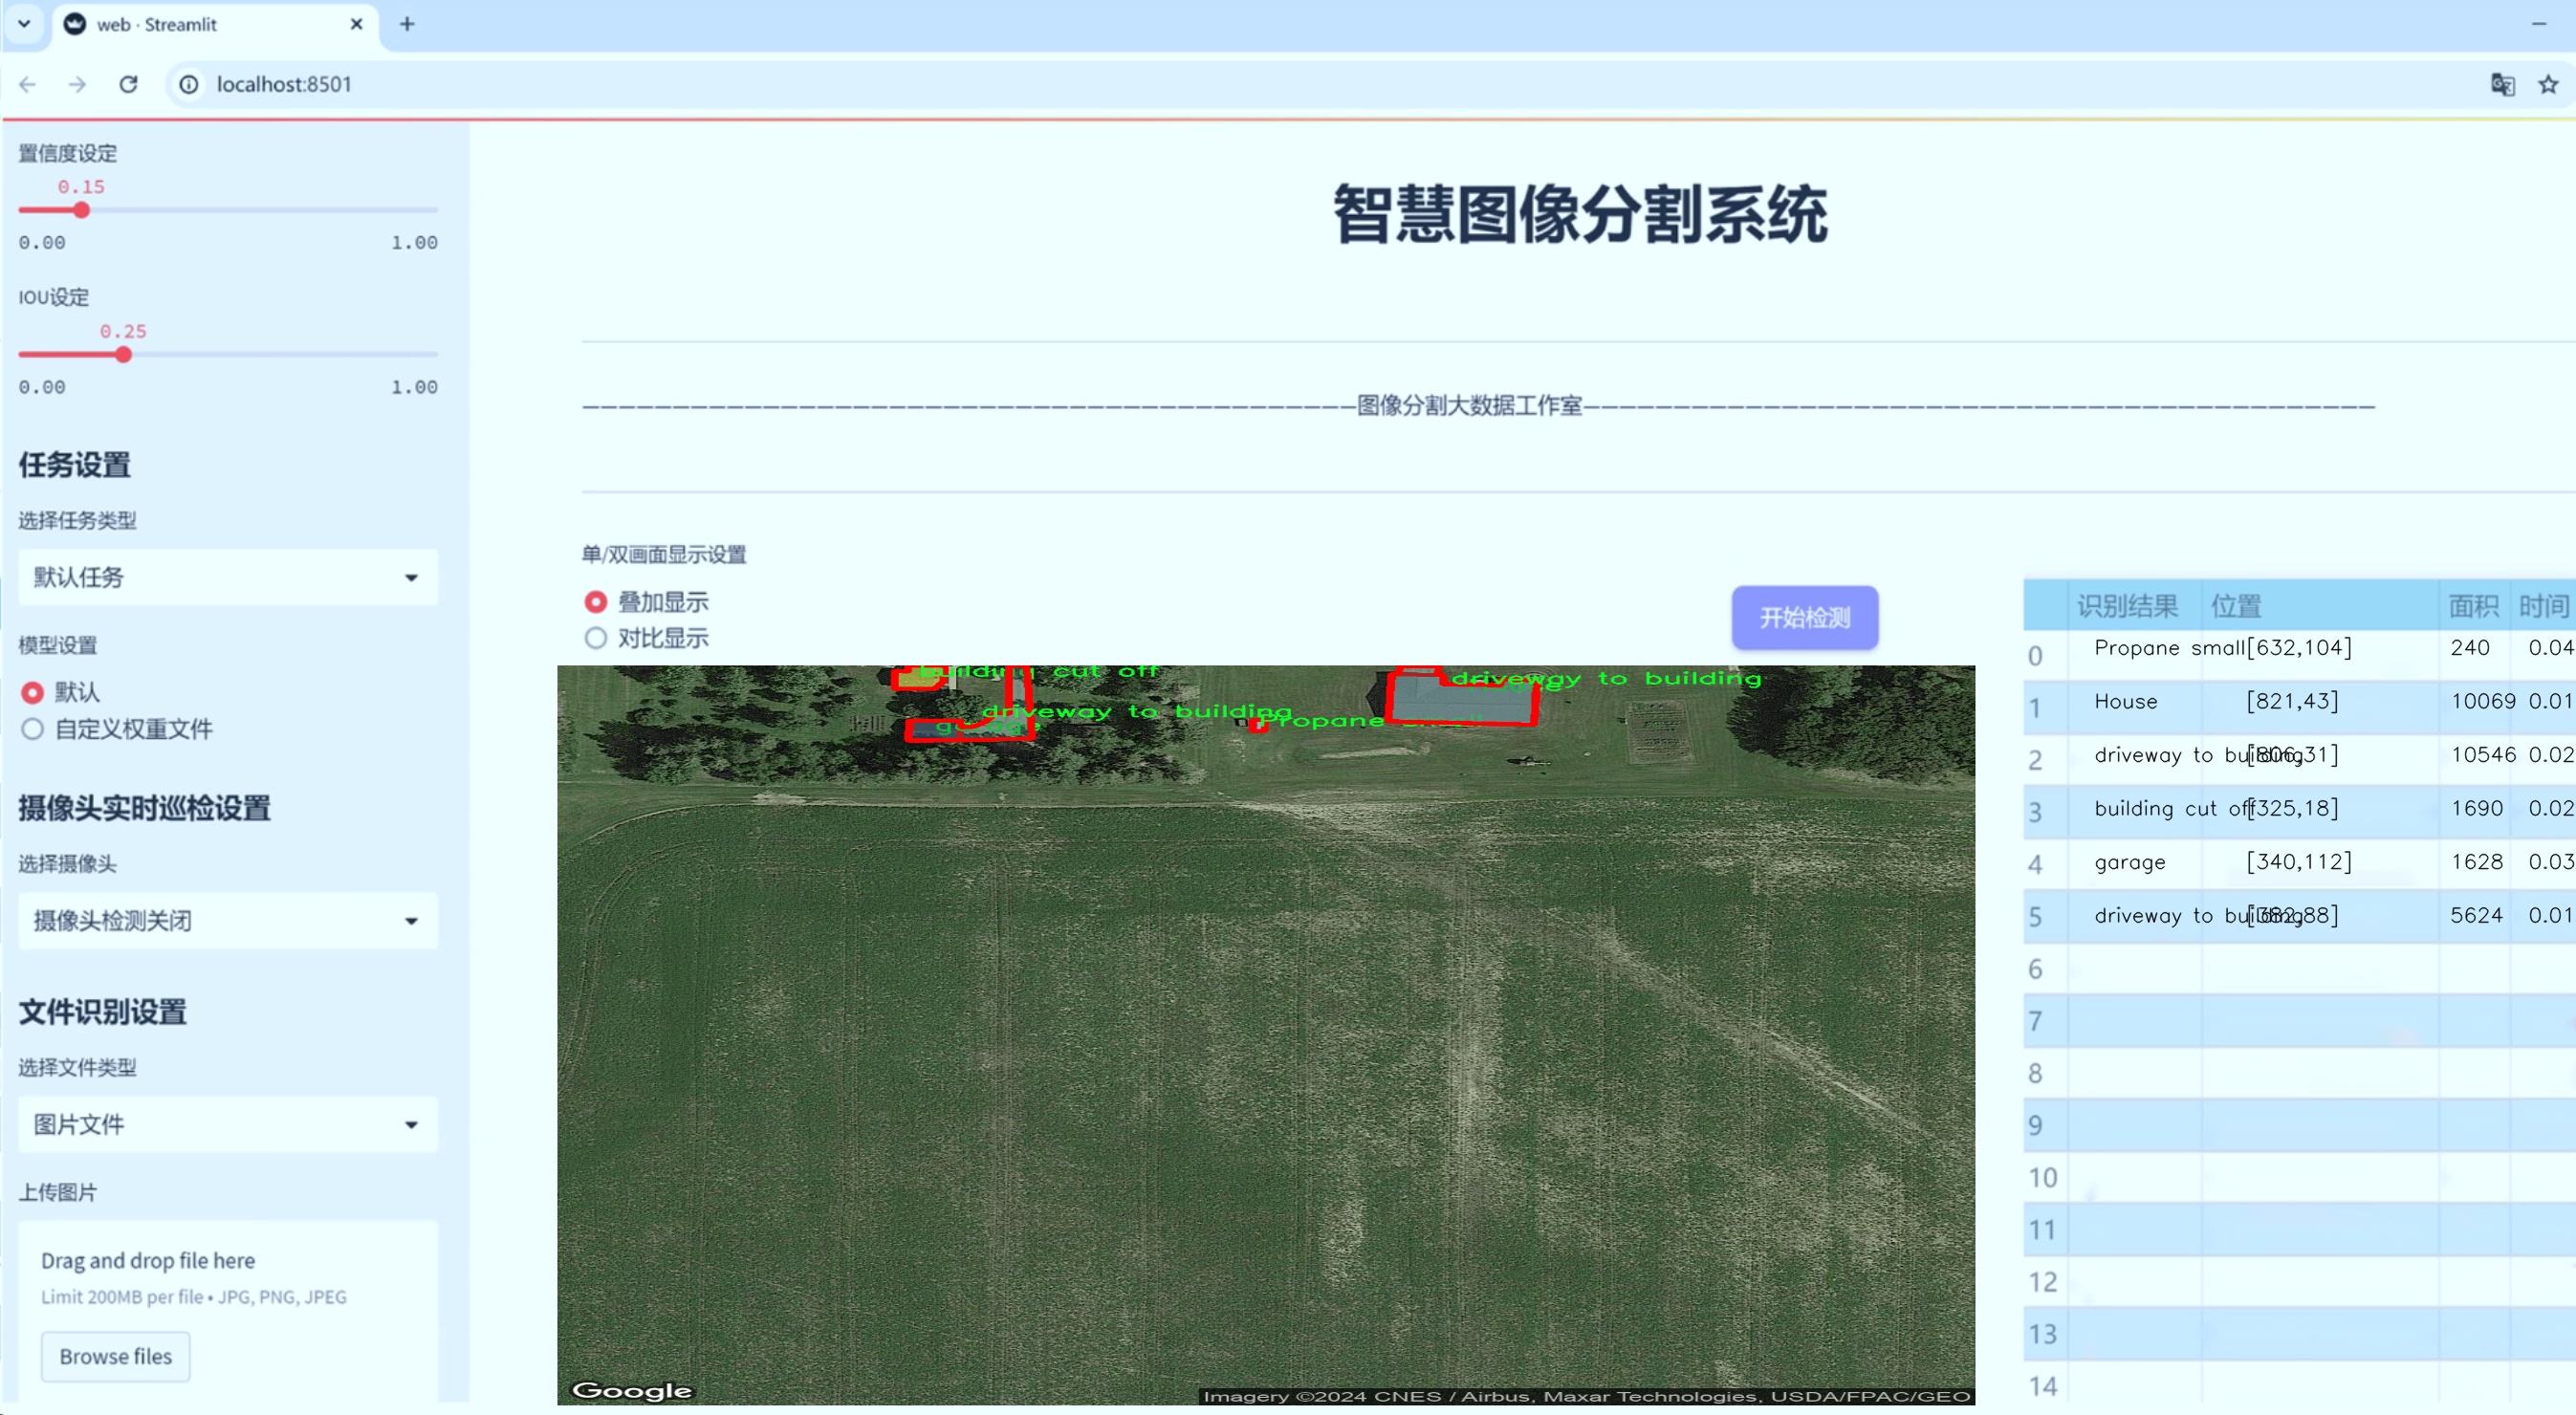 web · Streamlit
localhost:8501
置信度设定
0.15
0.00 1.00
IOU设定
0.25
0.00 1.00
任务设置
选择任务类型
默认任务
模型设置
默认
自定义权重文件
摄像头实时巡检设置
选择摄像头
摄像头检测关闭
文件识别设置
选择文件类型
图片文件
上传图片
Drag and drop file here
Limit 200MB per file • JPG, PNG, JPEG
Browse files
智慧图像分割系统
图像分割大数据工作室
单/双画面显示设置
叠加显示
对比显示
开始检测
building cut off
driveway to building
driveway to building
Propane
garage
Google
Imagery ©2024 CNES / Airbus, Maxar Technologies, USDA/FPAC/GEO
识别结果 位置 面积 时间
0 Propane small [632,104] 240 0.04
1 House [821,43] 10069 0.01
2 driveway to building [806,31] 10546 0.02
3 building cut off [325,18] 1690 0.02
4 garage [340,112] 1628 0.03
5 driveway to building [382,88] 5624 0.01
6
7
8
9
10
11
12
13
14